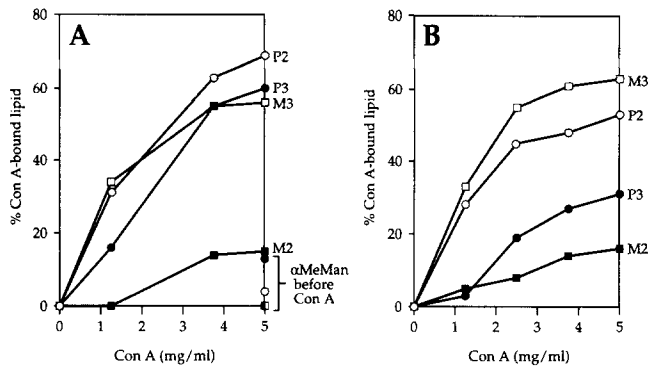 A
% Con A-bound lipid
80
60
40
20
0
0 1 2 3 4 5
Con A (mg/ml)
P2
P3
M3
M2
αMeMan
before
Con A
B
% Con A-bound lipid
80
60
40
20
0
0 1 2 3 4 5
Con A (mg/ml)
M3
P2
P3
M2